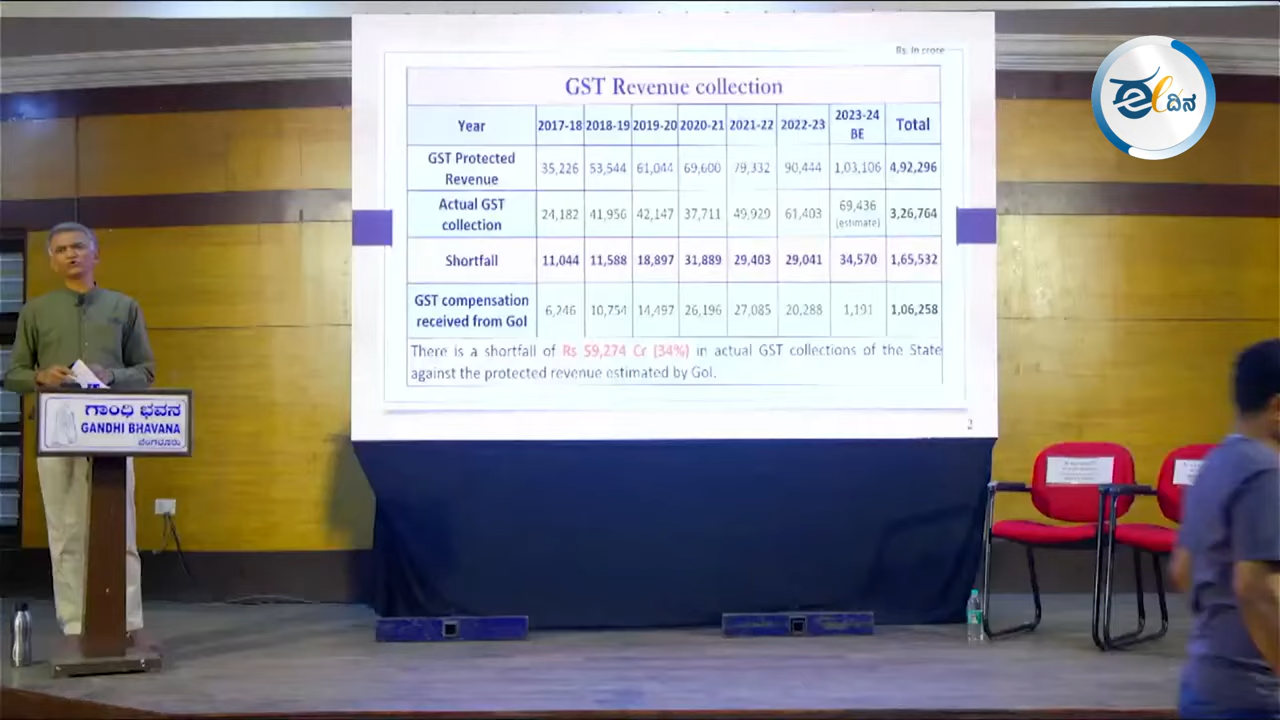 Rs. In crore
GST Revenue collection
Year 2017-18 2018-19 2019-20 2020-21 2021-22 2022-23 2023-24 BE Total
GST Protected Revenue 35,226 53,544 61,044 69,600 79,332 90,444 1,03,106 4,92,296
Actual GST collection 24,182 41,956 42,147 37,711 49,929 61,403 69,436 (estimate) 3,26,764
Shortfall 11,044 11,588 18,897 31,889 29,403 29,041 34,570 1,65,532
GST compensation received from GoI 6,246 10,754 14,497 26,196 27,085 20,288 1,191 1,06,258
There is a shortfall of Rs 59,274 Cr (34%) in actual GST collections of the State
against the protected revenue estimated by GoI.
2
ಈ ದಿನ
ಗಾಂಧಿ ಭವನ
GANDHI BHAVANA
ಬೆಂಗಳೂರು